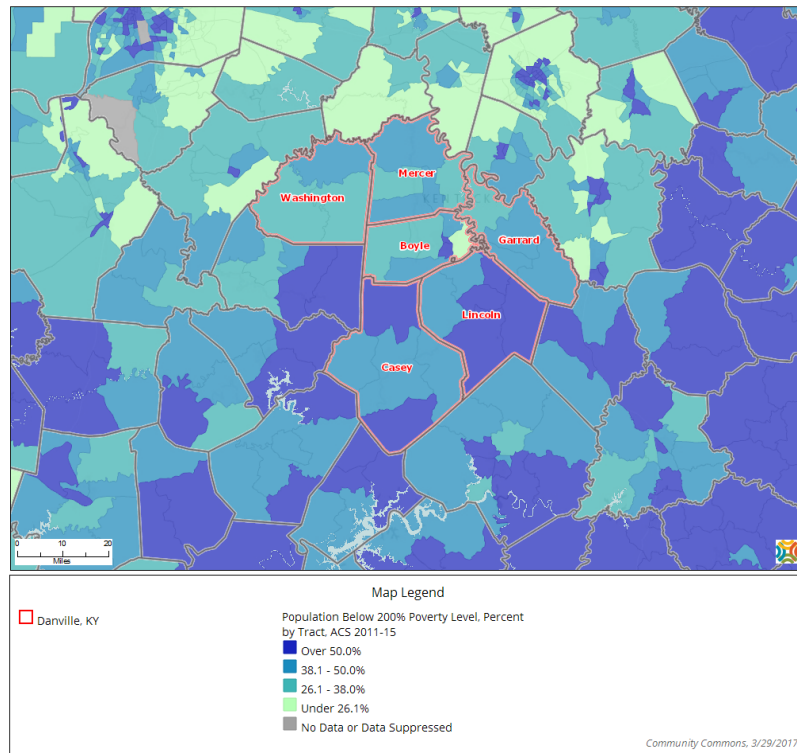 Mercer
Washington
KENTUCKY
Boyle
Garrard
Lincoln
Casey
0 10 20
Miles
Map Legend
Danville, KY
Population Below 200% Poverty Level, Percent
by Tract, ACS 2011-15
Over 50.0%
38.1 - 50.0%
26.1 - 38.0%
Under 26.1%
No Data or Data Suppressed
Community Commons, 3/29/2017